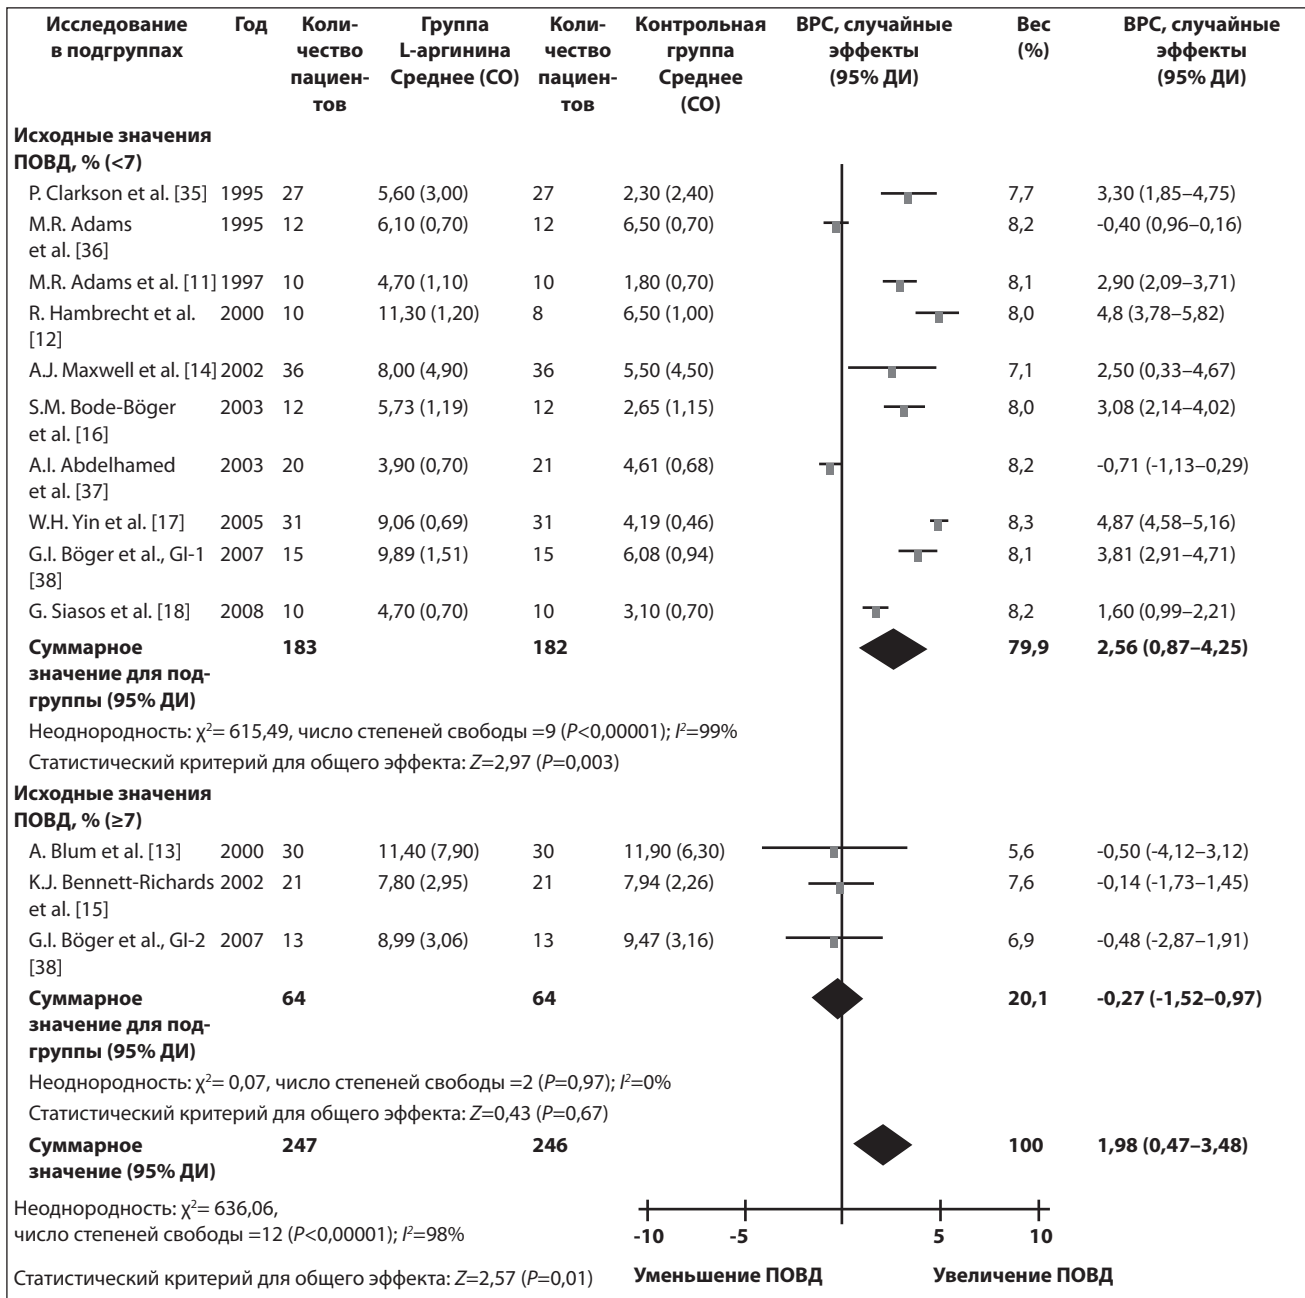 Исследование в подгруппах Год Коли-чество пациен-тов Группа L-аргинина Среднее (СО) Коли-чество пациен-тов Контрольная группа Среднее (СО) ВРС, случайные эффекты (95% ДИ) Вес (%) ВРС, случайные эффекты (95% ДИ)
Исходные значения
ПОВД, % (<7)
P. Clarkson et al. [35] 1995 27 5,60 (3,00) 27 2,30 (2,40) 7,7 3,30 (1,85–4,75)
M.R. Adams 1995 12 6,10 (0,70) 12 6,50 (0,70) 8,2 -0,40 (0,96–0,16)
et al. [36]
M.R. Adams et al. [11] 1997 10 4,70 (1,10) 10 1,80 (0,70) 8,1 2,90 (2,09–3,71)
R. Hambrecht et al. 2000 10 11,30 (1,20) 8 6,50 (1,00) 8,0 4,8 (3,78–5,82)
[12]
A.J. Maxwell et al. [14] 2002 36 8,00 (4,90) 36 5,50 (4,50) 7,1 2,50 (0,33–4,67)
S.M. Bode-Böger 2003 12 5,73 (1,19) 12 2,65 (1,15) 8,0 3,08 (2,14–4,02)
et al. [16]
A.I. Abdelhamed 2003 20 3,90 (0,70) 21 4,61 (0,68) 8,2 -0,71 (-1,13–0,29)
et al. [37]
W.H. Yin et al. [17] 2005 31 9,06 (0,69) 31 4,19 (0,46) 8,3 4,87 (4,58–5,16)
G.I. Böger et al., GI-1 2007 15 9,89 (1,51) 15 6,08 (0,94) 8,1 3,81 (2,91–4,71)
[38]
G. Siasos et al. [18] 2008 10 4,70 (0,70) 10 3,10 (0,70) 8,2 1,60 (0,99–2,21)
Суммарное 183 182 79,9 2,56 (0,87–4,25)
значение для под-
группы (95% ДИ)
Неоднородность: χ²= 615,49, число степеней свободы =9 (P<0,00001); I²=99%
Статистический критерий для общего эффекта: Z=2,97 (P=0,003)
Исходные значения
ПОВД, % (≥7)
A. Blum et al. [13] 2000 30 11,40 (7,90) 30 11,90 (6,30) 5,6 -0,50 (-4,12–3,12)
K.J. Bennett-Richards 2002 21 7,80 (2,95) 21 7,94 (2,26) 7,6 -0,14 (-1,73–1,45)
et al. [15]
G.I. Böger et al., GI-2 2007 13 8,99 (3,06) 13 9,47 (3,16) 6,9 -0,48 (-2,87–1,91)
[38]
Суммарное 64 64 20,1 -0,27 (-1,52–0,97)
значение для под-
группы (95% ДИ)
Неоднородность: χ²= 0,07, число степеней свободы =2 (P=0,97); I²=0%
Статистический критерий для общего эффекта: Z=0,43 (P=0,67)
Суммарное 247 246 100 1,98 (0,47–3,48)
значение (95% ДИ)
Неоднородность: χ²= 636,06,
число степеней свободы =12 (P<0,00001); I²=98%
-10 -5 5 10
Статистический критерий для общего эффекта: Z=2,57 (P=0,01) Уменьшение ПОВД Увеличение ПОВД